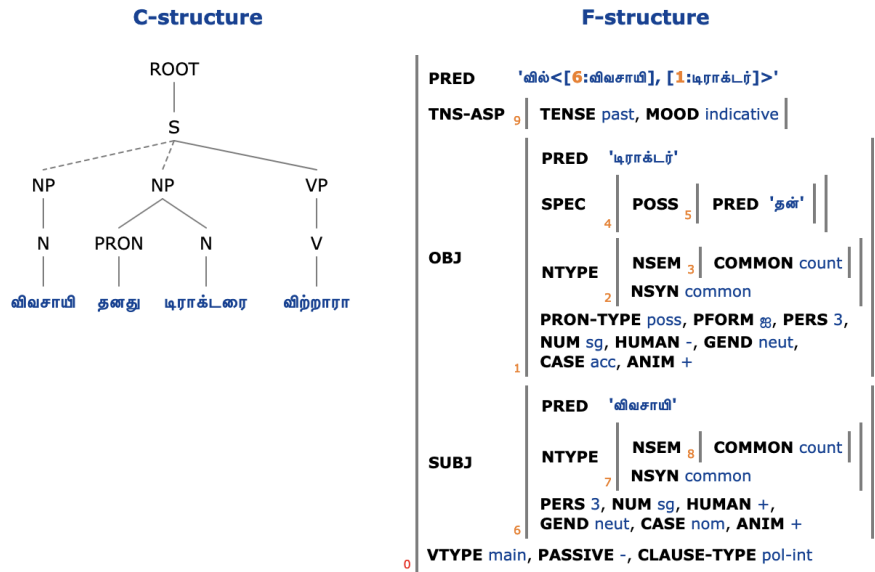 C-structure
ROOT
S
NP NP VP
N PRON N V
விவசாயி தனது டிராக்டரை விற்றாரா
F-structure
PRED 'வில்<[6:விவசாயி], [1:டிராக்டர்]>'
TNS-ASP 9 TENSE past, MOOD indicative
PRED 'டிராக்டர்'
SPEC 4 POSS 5 PRED 'தன்'
OBJ
NTYPE NSEM 3 COMMON count
2 NSYN common
PRON-TYPE poss, PFORM ஐ, PERS 3,
NUM sg, HUMAN -, GEND neut,
1 CASE acc, ANIM +
PRED 'விவசாயி'
SUBJ
NTYPE NSEM 8 COMMON count
7 NSYN common
PERS 3, NUM sg, HUMAN +,
6 GEND neut, CASE nom, ANIM +
0 VTYPE main, PASSIVE -, CLAUSE-TYPE pol-int